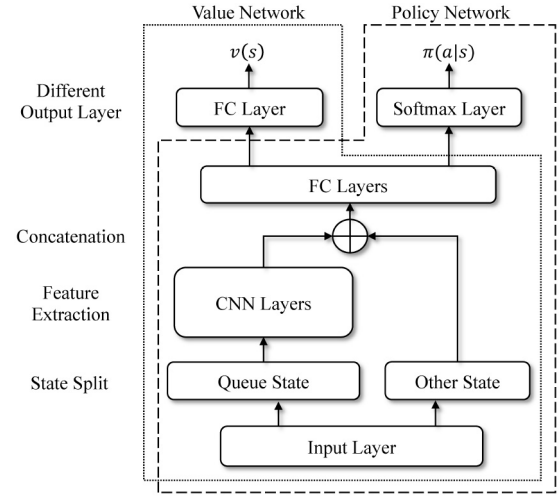 Value Network
Policy Network
v(s)
π(a|s)
Different
Output Layer
FC Layer
Softmax Layer
FC Layers
Concatenation
Feature
Extraction
CNN Layers
State Split
Queue State
Other State
Input Layer